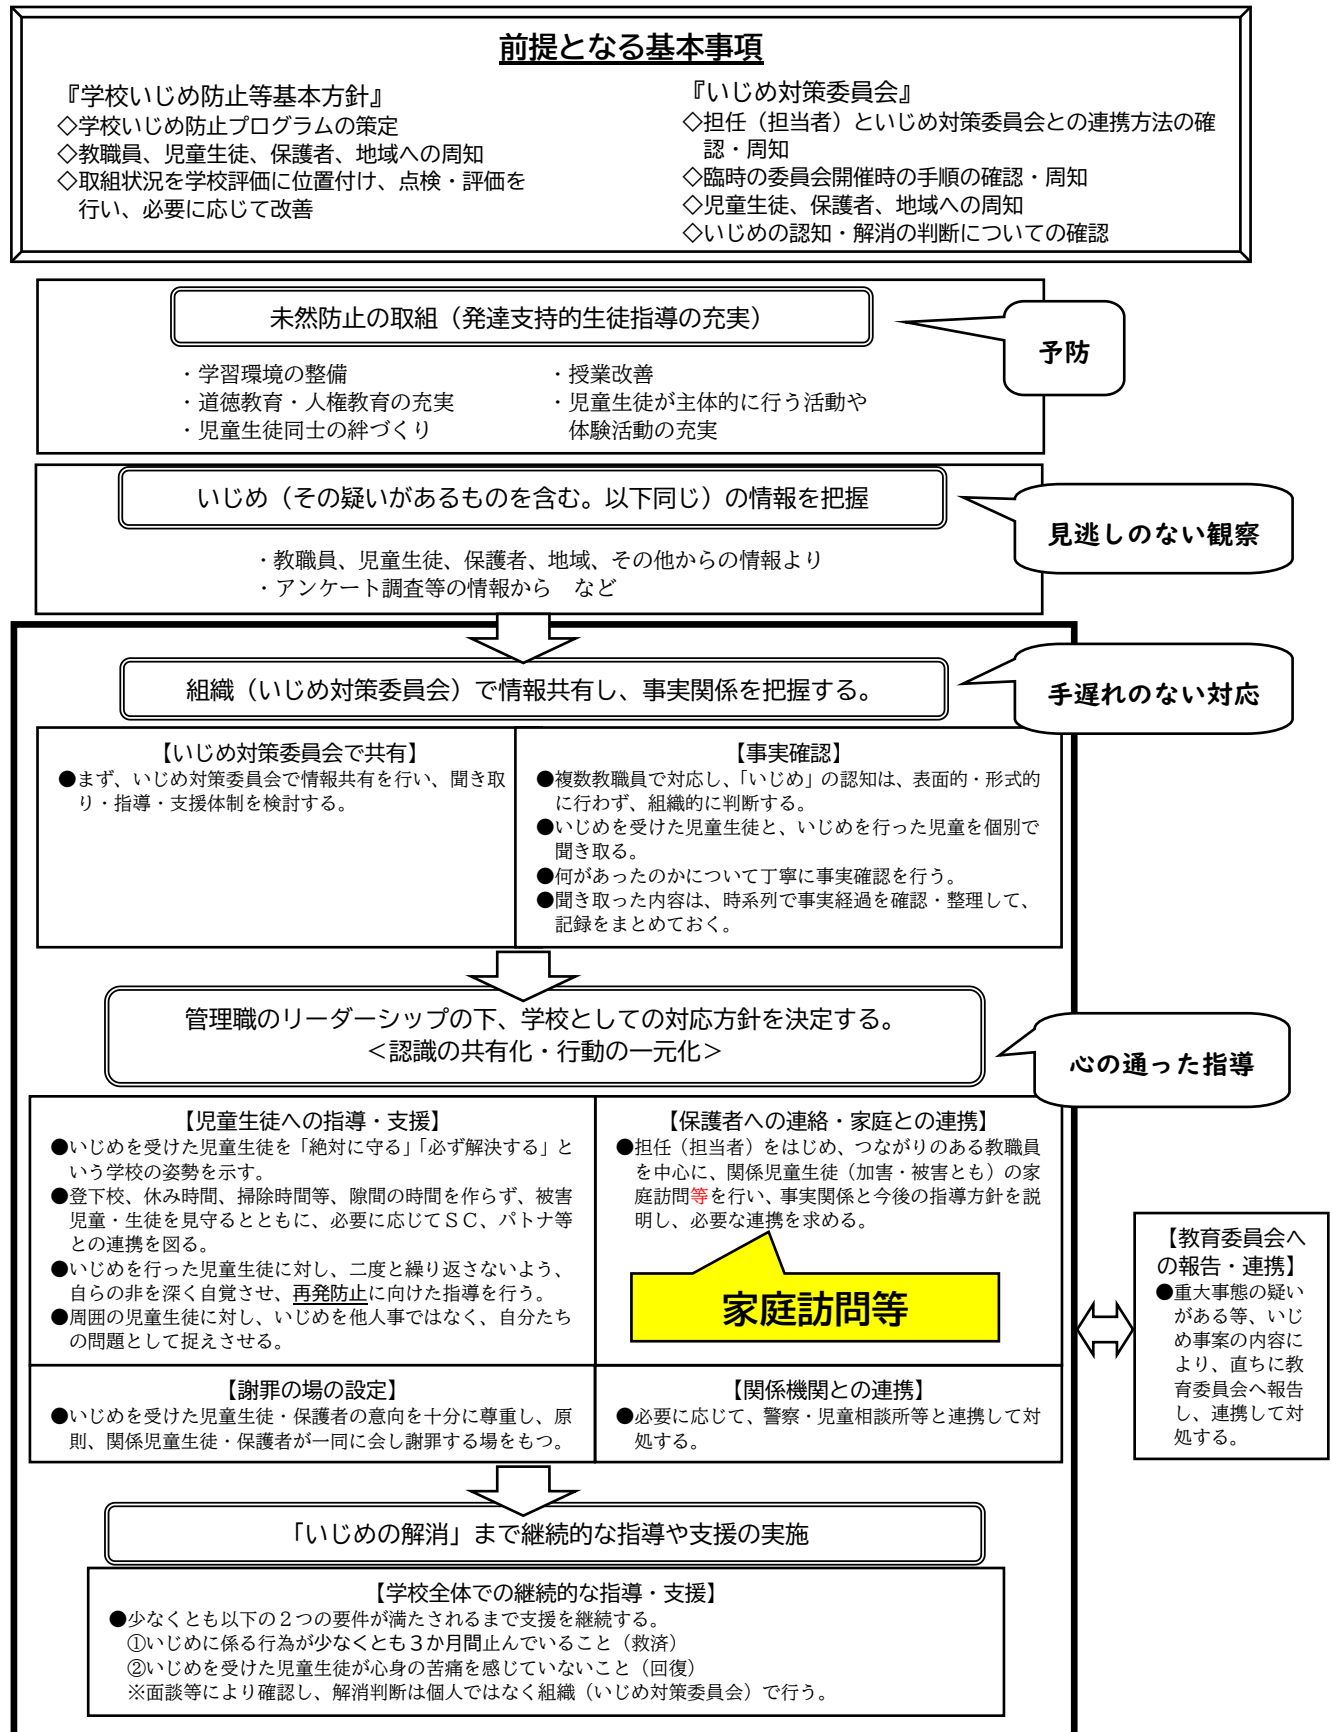 前提となる基本事項
『学校いじめ防止等基本方針』
◇学校いじめ防止プログラムの策定
◇教職員、児童生徒、保護者、地域への周知
◇取組状況を学校評価に位置付け、点検・評価を
行い、必要に応じて改善
『いじめ対策委員会』
◇担任（担当者）といじめ対策委員会との連携方法の確
認・周知
◇臨時の委員会開催時の手順の確認・周知
◇児童生徒、保護者、地域への周知
◇いじめの認知・解消の判断についての確認
未然防止の取組（発達支持的生徒指導の充実）
予防
・学習環境の整備
・道徳教育・人権教育の充実
・児童生徒同士の絆づくり
・授業改善
・児童生徒が主体的に行う活動や
体験活動の充実
いじめ（その疑いがあるものを含む。以下同じ）の情報を把握
見逃しのない観察
・教職員、児童生徒、保護者、地域、その他からの情報より
・アンケート調査等の情報から　など
組織（いじめ対策委員会）で情報共有し、事実関係を把握する。
手遅れのない対応
【いじめ対策委員会で共有】
●まず、いじめ対策委員会で情報共有を行い、聞き取
り・指導・支援体制を検討する。
【事実確認】
●複数教職員で対応し、「いじめ」の認知は、表面的・形式的
に行わず、組織的に判断する。
●いじめを受けた児童生徒と、いじめを行った児童を個別で
聞き取る。
●何があったのかについて丁寧に事実確認を行う。
●聞き取った内容は、時系列で事実経過を確認・整理して、
記録をまとめておく。
管理職のリーダーシップの下、学校としての対応方針を決定する。
＜認識の共有化・行動の一元化＞
心の通った指導
【児童生徒への指導・支援】
●いじめを受けた児童生徒を「絶対に守る」「必ず解決する」と
いう学校の姿勢を示す。
●登下校、休み時間、掃除時間等、隙間の時間を作らず、被害
児童・生徒を見守るとともに、必要に応じてＳＣ、パトナ等
との連携を図る。
●いじめを行った児童生徒に対し、二度と繰り返さないよう、
自らの非を深く自覚させ、再発防止に向けた指導を行う。
●周囲の児童生徒に対し、いじめを他人事ではなく、自分たち
の問題として捉えさせる。
【保護者への連絡・家庭との連携】
●担任（担当者）をはじめ、つながりのある教職員
を中心に、関係児童生徒（加害・被害とも）の家
庭訪問等を行い、事実関係と今後の指導方針を説
明し、必要な連携を求める。
家庭訪問等
【教育委員会へ
の報告・連携】
●重大事態の疑い
がある等、いじ
め事案の内容に
より、直ちに教
育委員会へ報告
し、連携して対
処する。
【謝罪の場の設定】
●いじめを受けた児童生徒・保護者の意向を十分に尊重し、原
則、関係児童生徒・保護者が一同に会し謝罪する場をもつ。
【関係機関との連携】
●必要に応じて、警察・児童相談所等と連携して対
処する。
「いじめの解消」まで継続的な指導や支援の実施
【学校全体での継続的な指導・支援】
●少なくとも以下の２つの要件が満たされるまで支援を継続する。
①いじめに係る行為が少なくとも３か月間止んでいること（救済）
②いじめを受けた児童生徒が心身の苦痛を感じていないこと（回復）
※面談等により確認し、解消判断は個人ではなく組織（いじめ対策委員会）で行う。